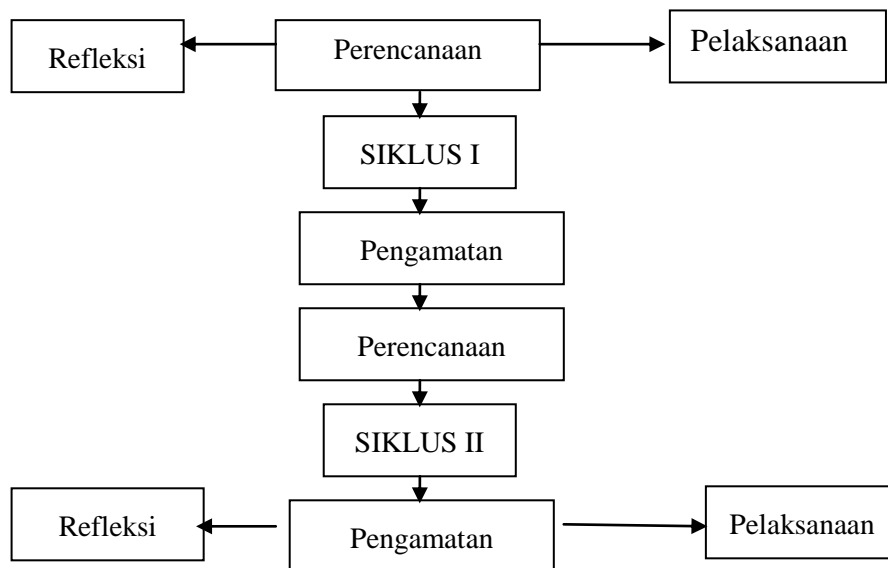 Refleksi
Perencanaan
Pelaksanaan
SIKLUS I
Pengamatan
Perencanaan
SIKLUS II
Refleksi
Pengamatan
Pelaksanaan